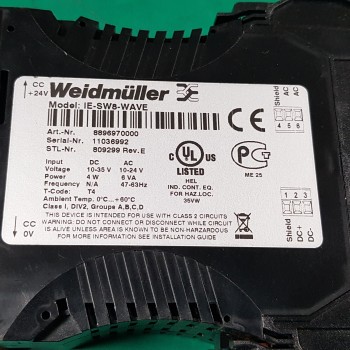 CC
+24V
Weidmüller
Model: IE-SW8-WAVE
Art.-Nr. 8896970000
Serial-Nr. 11036992
STL-Nr. 809299 Rev.E
Input DC AC
Voltage 10-35 V 10-24 V
Power 4 W 6 VA
Frequency N/A 47-63Hz
T-Code: T4
Ambient Temp. 0°C...+60°C
Class I, DIV2, Groups A,B,C,D
THIS DEVICE IS INTENDED FOR USE WITH CLASS 2 CIRCUITS
WARNING: DO NOT DISCONNECT WHILE CIRCUIT
IS LIVE UNLESS AREA IS KNOWN TO BE NON-HAZARDOUS
FOR MORE INFORMATION SEE USERS MANUAL
C UL US
LISTED
HEL
IND. CONT. EQ.
FOR HAZ.LOC.
35VW
ME 25
CE
Shield
AC
AC
4 5 6
1 2 3
Shield
DC+
DC-
CC
0V